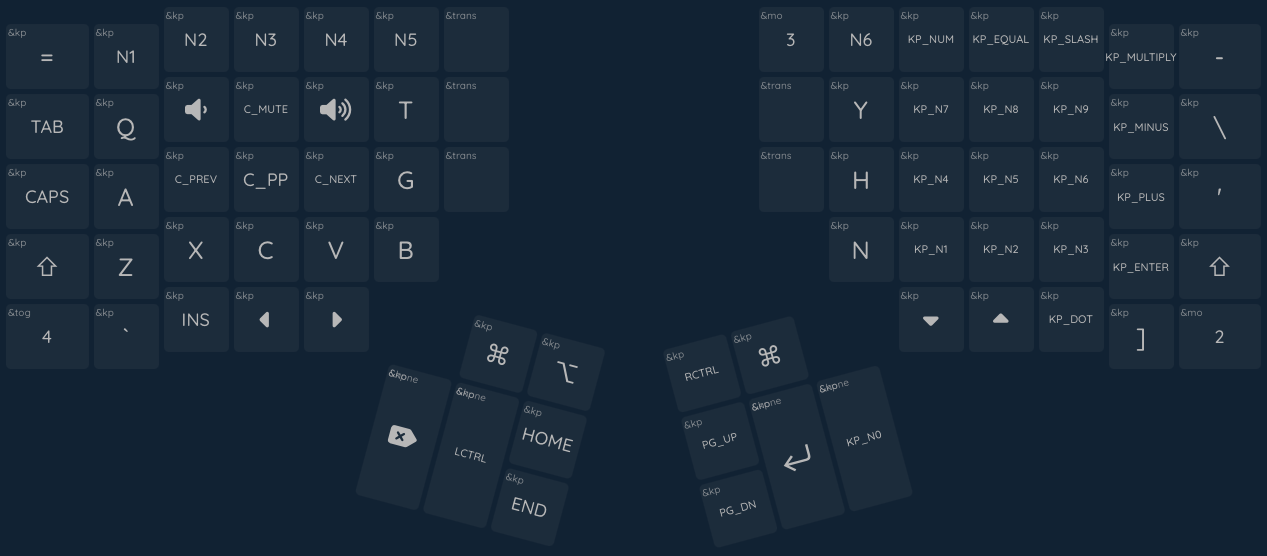 &kp = &kp N1 &kp N2 &kp N3 &kp N4 &kp N5 &trans
&mo 3 &kp N6 &kp KP_NUM &kp KP_EQUAL &kp KP_SLASH &kp KP_MULTIPLY &kp -
&kp TAB &kp Q &kp &kp C_MUTE &kp &kp T &trans
&trans &kp Y &kp KP_N7 &kp KP_N8 &kp KP_N9 &kp KP_MINUS &kp \
&kp CAPS &kp A &kp C_PREV &kp C_PP &kp C_NEXT &kp G &trans
&trans &kp H &kp KP_N4 &kp KP_N5 &kp KP_N6 &kp KP_PLUS &kp '
&kp ⇧ &kp Z &kp X &kp C &kp V &kp B
&kp N &kp KP_N1 &kp KP_N2 &kp KP_N3 &kp KP_ENTER &kp ⇧
&tog 4 &kp ` &kp INS &kp &kp
&kp &kp &kp KP_DOT &kp ] &mo 2
&kp ⌘ &kp ⌥
&kp RCTRL &kp ⌘
&kp &kp LCTRL &kp HOME
&kp PG_UP &kp &kp KP_N0
&kp END
&kp PG_DN